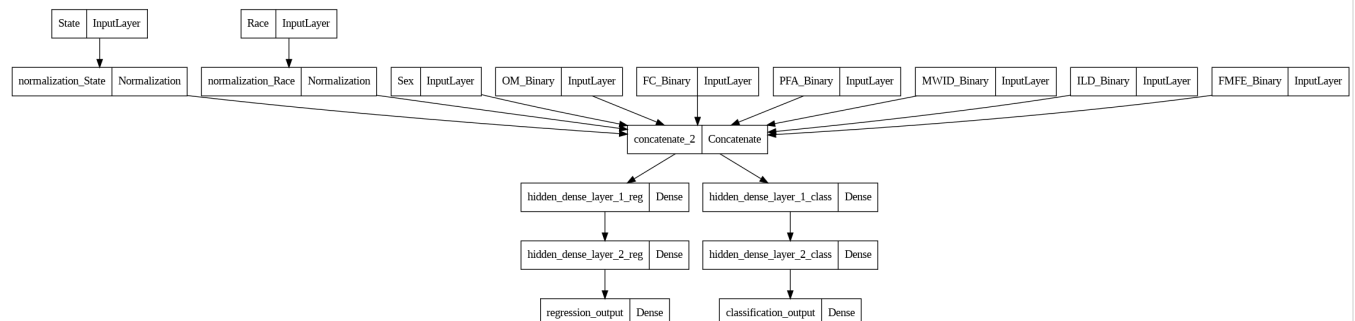 State InputLayer Race InputLayer
normalization_State Normalization normalization_Race Normalization Sex InputLayer OM_Binary InputLayer FC_Binary InputLayer PFA_Binary InputLayer MWID_Binary InputLayer ILD_Binary InputLayer FMFE_Binary InputLayer
concatenate_2 Concatenate
hidden_dense_layer_1_reg Dense hidden_dense_layer_1_class Dense
hidden_dense_layer_2_reg Dense hidden_dense_layer_2_class Dense
regression_output Dense classification_output Dense